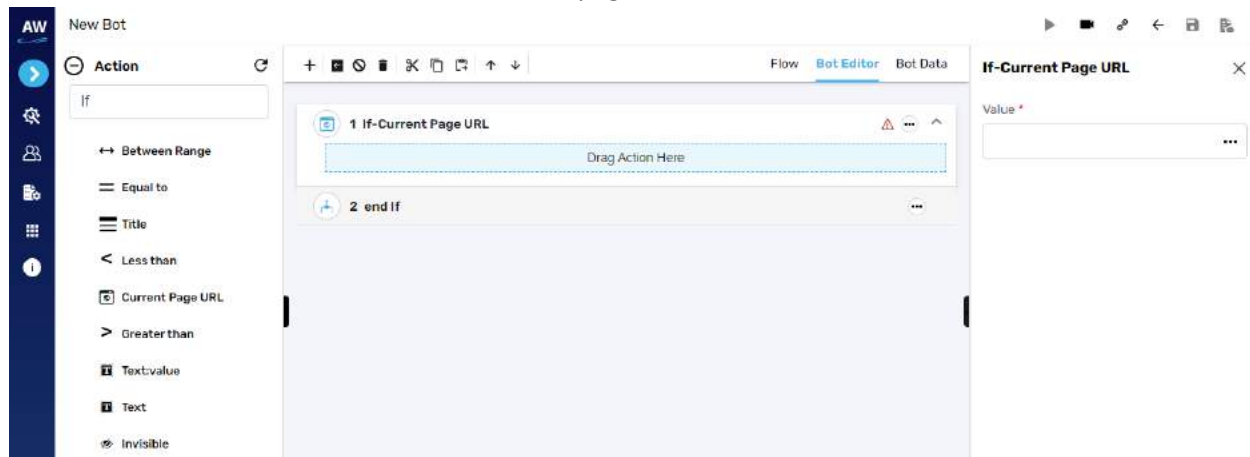 AW
New Bot
Action
If
Between Range
Equal to
Title
Less than
Current Page URL
Greater than
Text:value
Text
Invisible
Flow Bot Editor Bot Data
1 If-Current Page URL
Drag Action Here
2 end If
If-Current Page URL
Value *